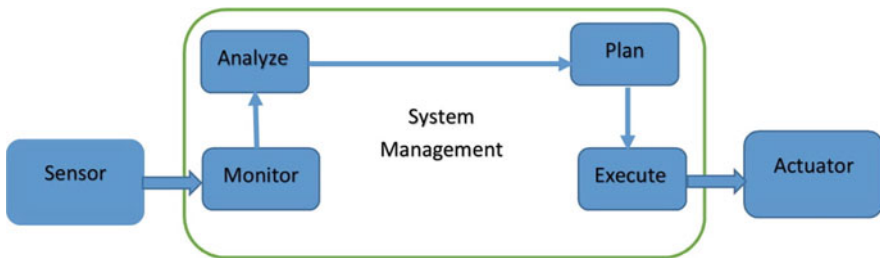 Analyze
Plan
System
Management
Sensor
Monitor
Execute
Actuator